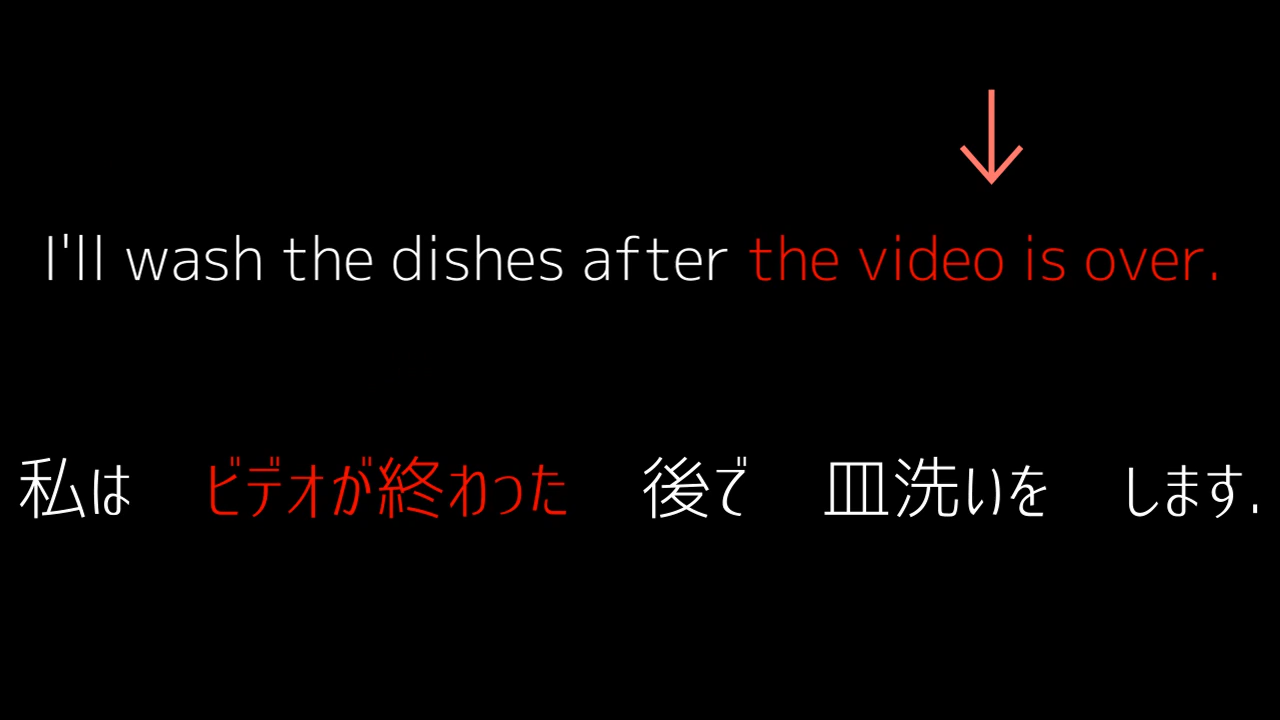 I'll wash the dishes after the video is over.
私は ビデオが終わった 後で 皿洗いを します.